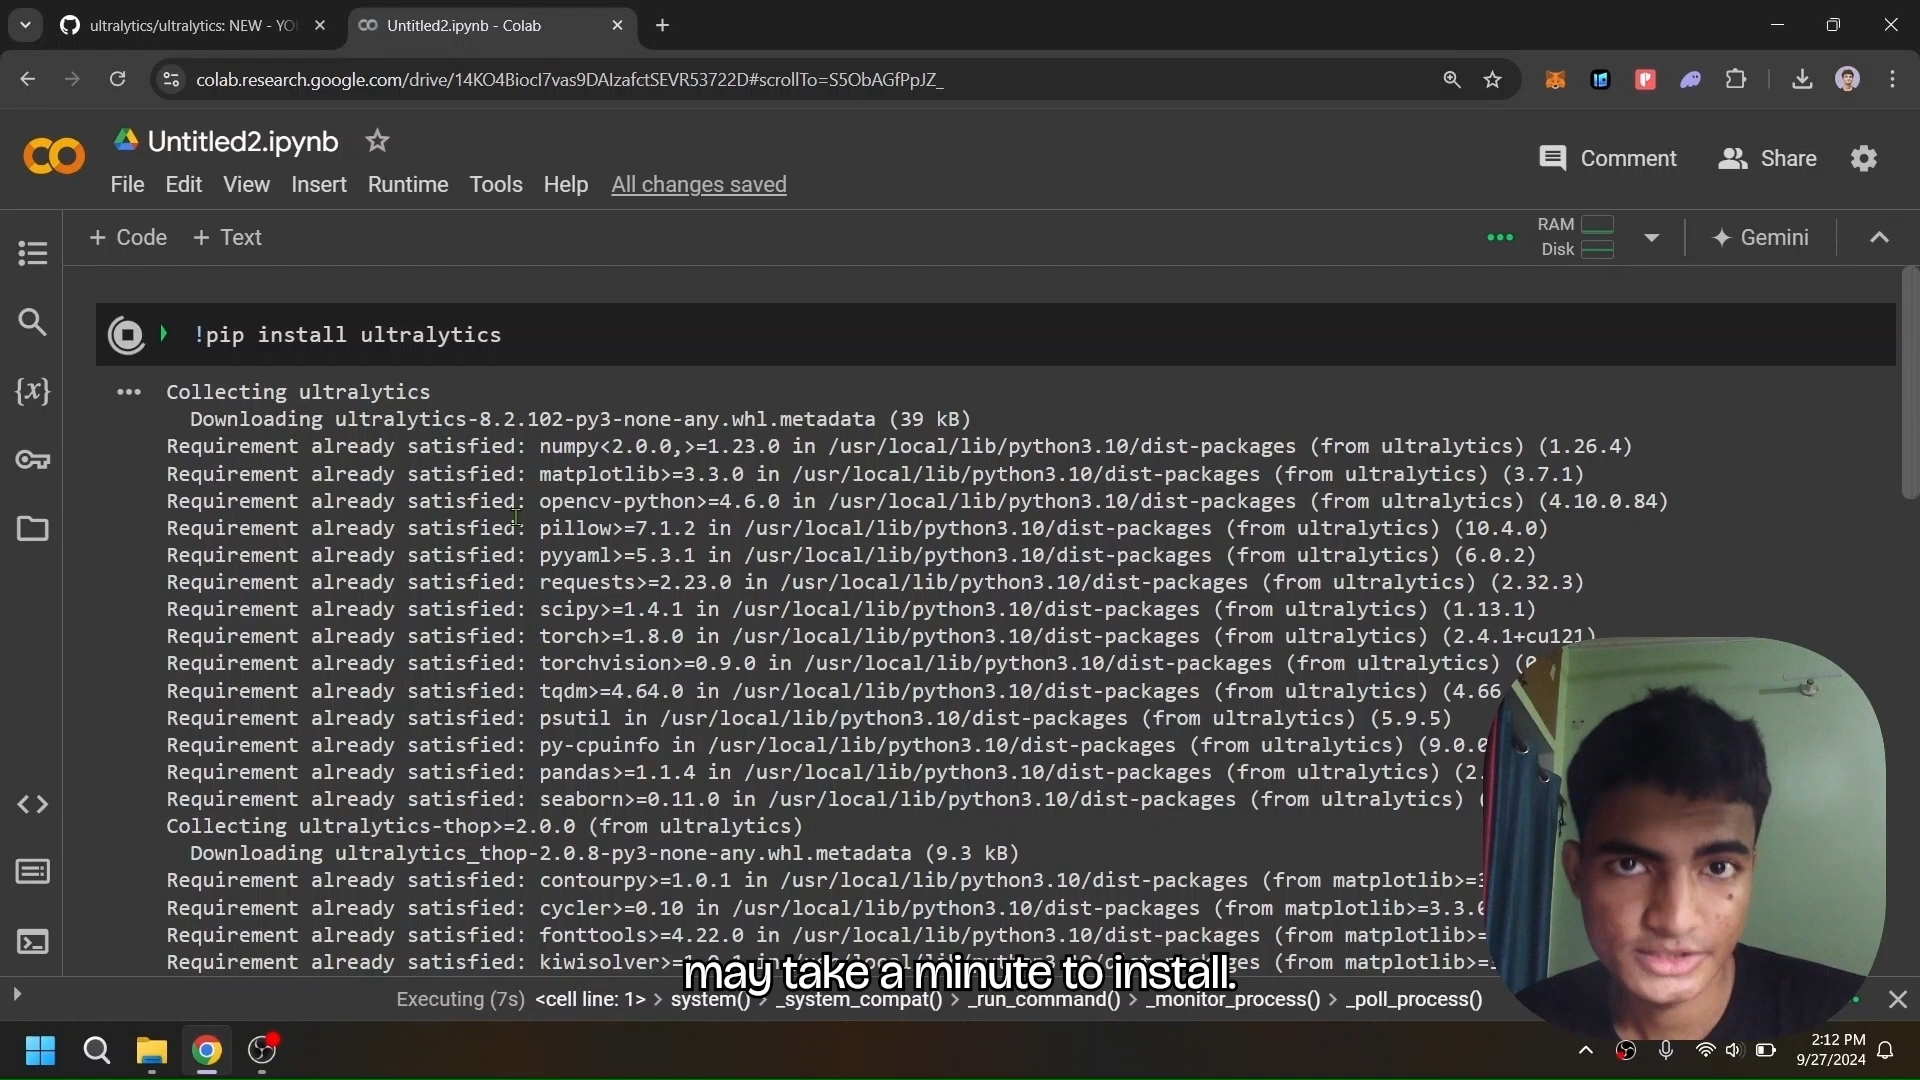 ultralytics/ultralytics: NEW - YO
Untitled2.ipynb - Colab
colab.research.google.com/drive/14KO4BiocI7vas9DAIzafctSEVR53722D#scrollTo=S5ObAGfPpJZ_
Untitled2.ipynb
Comment
Share
File Edit View Insert Runtime Tools Help All changes saved
+ Code + Text
RAM
Disk
Gemini
!pip install ultralytics
Collecting ultralytics
Downloading ultralytics-8.2.102-py3-none-any.whl.metadata (39 kB)
Requirement already satisfied: numpy<2.0.0,>=1.23.0 in /usr/local/lib/python3.10/dist-packages (from ultralytics) (1.26.4)
Requirement already satisfied: matplotlib>=3.3.0 in /usr/local/lib/python3.10/dist-packages (from ultralytics) (3.7.1)
Requirement already satisfied: opencv-python>=4.6.0 in /usr/local/lib/python3.10/dist-packages (from ultralytics) (4.10.0.84)
Requirement already satisfied: pillow>=7.1.2 in /usr/local/lib/python3.10/dist-packages (from ultralytics) (10.4.0)
Requirement already satisfied: pyyaml>=5.3.1 in /usr/local/lib/python3.10/dist-packages (from ultralytics) (6.0.2)
Requirement already satisfied: requests>=2.23.0 in /usr/local/lib/python3.10/dist-packages (from ultralytics) (2.32.3)
Requirement already satisfied: scipy>=1.4.1 in /usr/local/lib/python3.10/dist-packages (from ultralytics) (1.13.1)
Requirement already satisfied: torch>=1.8.0 in /usr/local/lib/python3.10/dist-packages (from ultralytics) (2.4.1+cu121)
Requirement already satisfied: torchvision>=0.9.0 in /usr/local/lib/python3.10/dist-packages (from ultralytics) (0
Requirement already satisfied: tqdm>=4.64.0 in /usr/local/lib/python3.10/dist-packages (from ultralytics) (4.66
Requirement already satisfied: psutil in /usr/local/lib/python3.10/dist-packages (from ultralytics) (5.9.5)
Requirement already satisfied: py-cpuinfo in /usr/local/lib/python3.10/dist-packages (from ultralytics) (9.0.0
Requirement already satisfied: pandas>=1.1.4 in /usr/local/lib/python3.10/dist-packages (from ultralytics) (2.
Requirement already satisfied: seaborn>=0.11.0 in /usr/local/lib/python3.10/dist-packages (from ultralytics) (
Collecting ultralytics-thop>=2.0.0 (from ultralytics)
Downloading ultralytics_thop-2.0.8-py3-none-any.whl.metadata (9.3 kB)
Requirement already satisfied: contourpy>=1.0.1 in /usr/local/lib/python3.10/dist-packages (from matplotlib>=3
Requirement already satisfied: cycler>=0.10 in /usr/local/lib/python3.10/dist-packages (from matplotlib>=3.3.0
Requirement already satisfied: fonttools>=4.22.0 in /usr/local/lib/python3.10/dist-packages (from matplotlib>=
Requirement already satisfied: kiwisolver>= dist-packages (from matplotlib>=
may take a minute to install.
Executing (7s) <cell line: 1> > system() > _system_compat() > _run_command() > _monitor_process() > _poll_process()
2:12 PM
9/27/2024